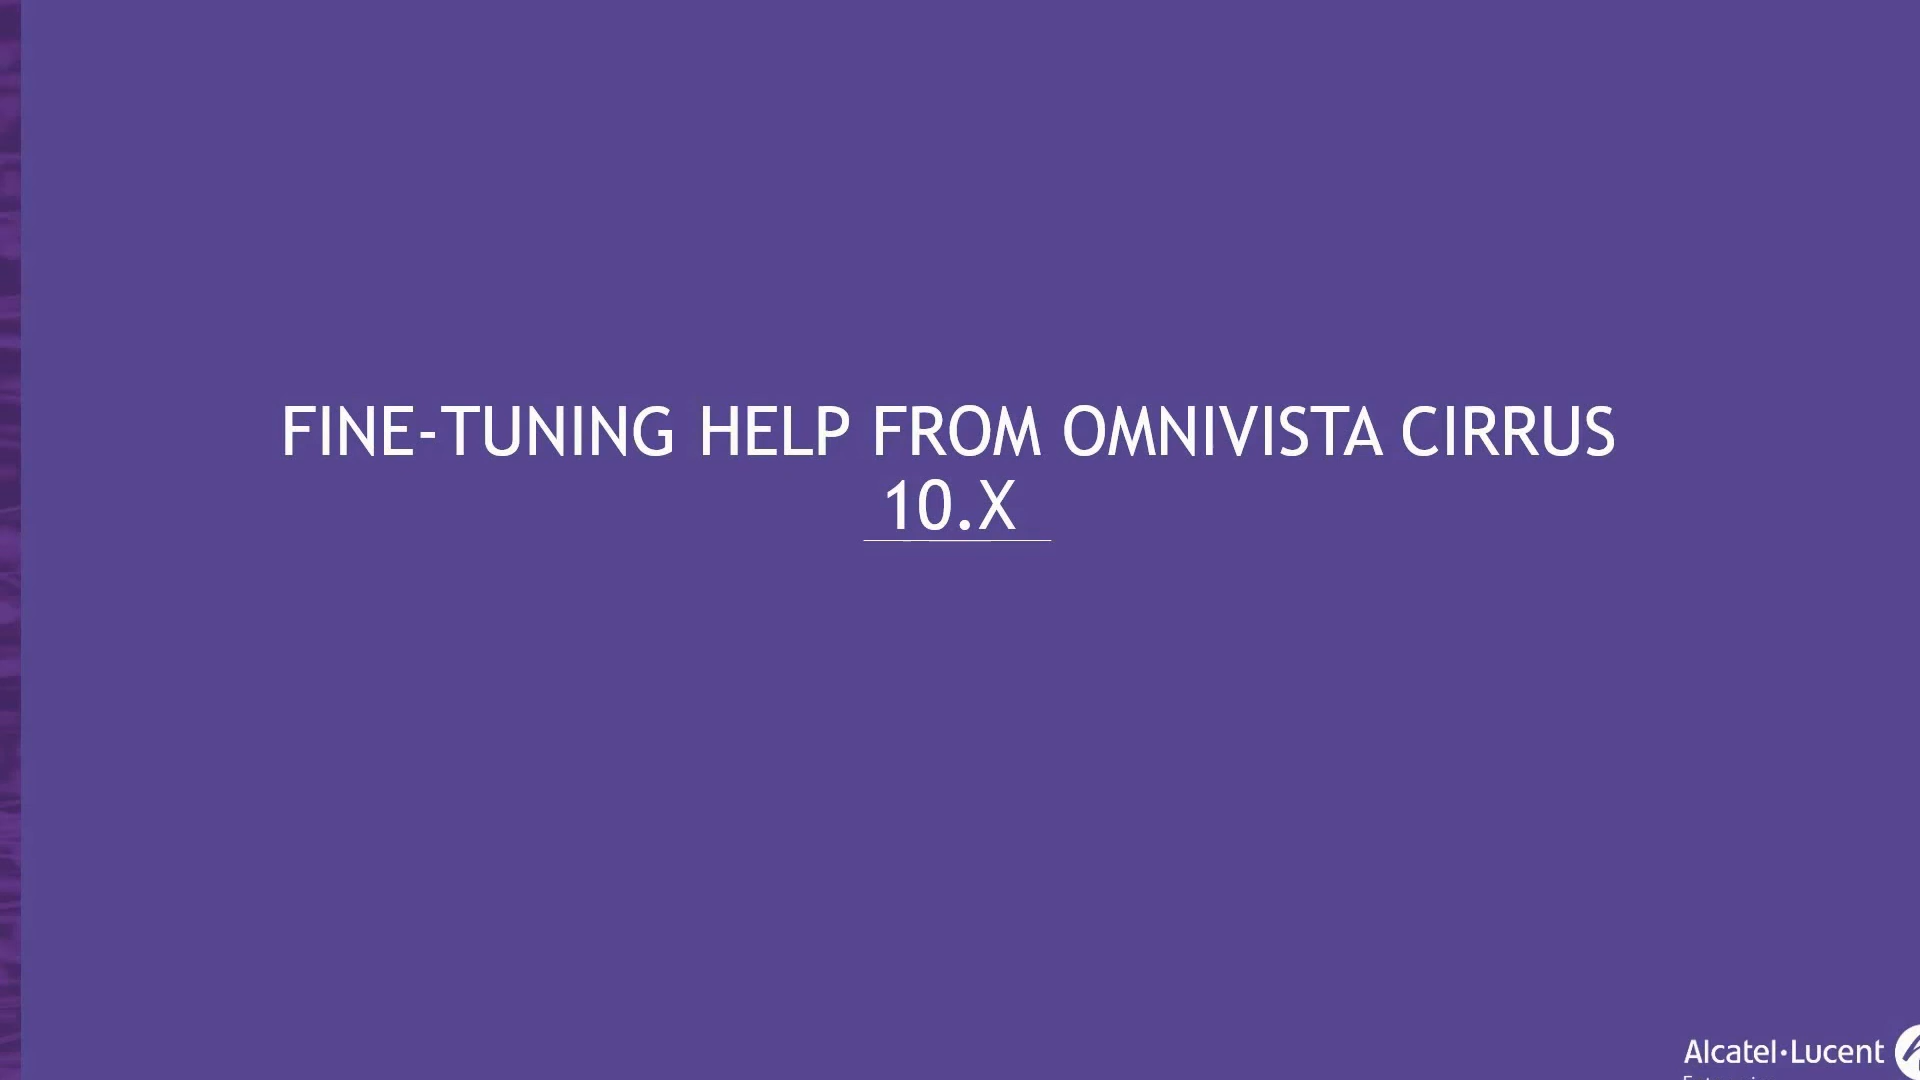 FINE-TUNING HELP FROM OMNIVISTA CIRRUS
10.X
Alcatel·Lucent